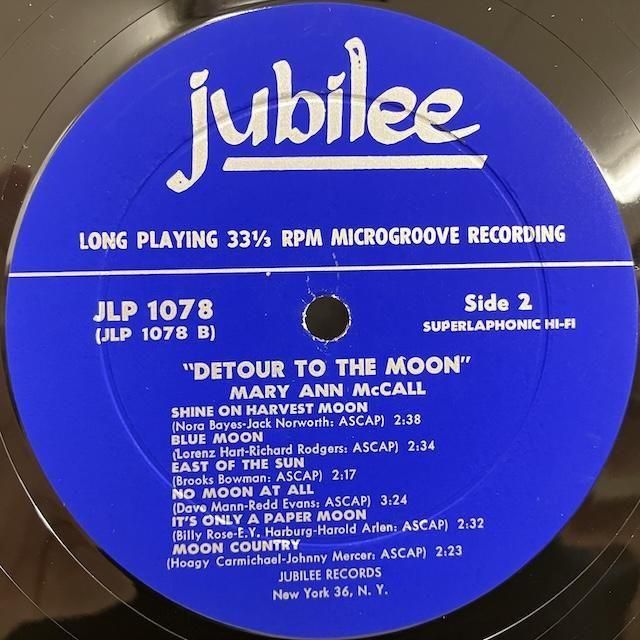 jubilee
LONG PLAYING 33⅓ RPM MICROGROOVE RECORDING
JLP 1078
(JLP 1078 B)
Side 2
SUPERLAPHONIC HI-FI
"DETOUR TO THE MOON"
MARY ANN McCALL
SHINE ON HARVEST MOON
(Nora Bayes-Jack Norworth: ASCAP) 2:38
BLUE MOON
(Lorenz Hart-Richard Rodgers: ASCAP) 2:34
EAST OF THE SUN
(Brooks Bowman: ASCAP) 2:17
NO MOON AT ALL
(Dave Mann-Redd Evans: ASCAP) 3:24
IT'S ONLY A PAPER MOON
(Billy Rose-E.Y. Harburg-Harold Arlen: ASCAP) 2:32
MOON COUNTRY
(Hoagy Carmichael-Johnny Mercer: ASCAP) 2:23
JUBILEE RECORDS
New York 36, N. Y.